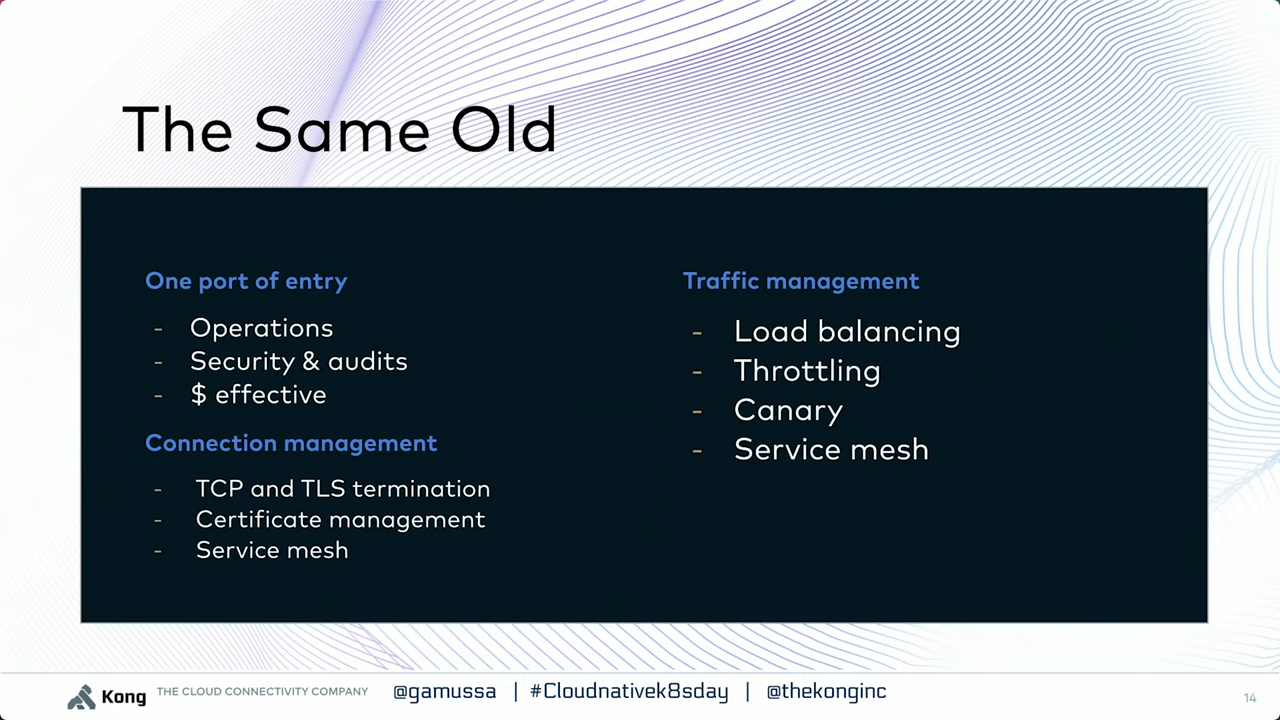 The Same Old
One port of entry
- Operations
- Security & audits
- $ effective
Connection management
- TCP and TLS termination
- Certificate management
- Service mesh
Traffic management
- Load balancing
- Throttling
- Canary
- Service mesh
Kong THE CLOUD CONNECTIVITY COMPANY @gamussa | #Cloudnativek8sday | @thekonginc 14